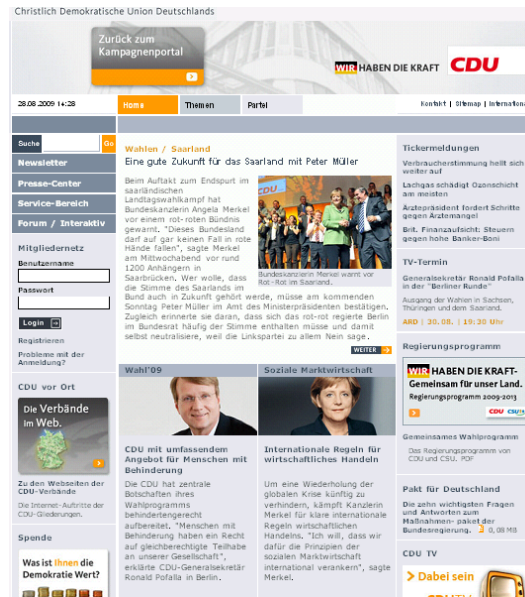 Christlich Demokratische Union Deutschlands
Zurück zum
Kampagnenportal
WIR HABEN DIE KRAFT
CDU
28.08.2009 14:28
Home
Themen
Partei
Kontakt | Sitemap | Internationa
Suche
Go
Newsletter
Presse-Center
Service-Bereich
Forum / Interaktiv
Mitgliedernetz
Benutzername
Passwort
Login
Registrieren
Probleme mit der
Anmeldung?
CDU vor Ort
Die Verbände
im Web.
Zu den Webseiten der
CDU-Verbände
Die Internet-Auftritte der
CDU-Gliederungen.
Spende
Was ist Ihnen die
Demokratie Wert?
Wahlen / Saarland
Eine gute Zukunft für das Saarland mit Peter Müller
Beim Auftakt zum Endspurt im
saarländischen
Landtagswahlkampf hat
Bundeskanzlerin Angela Merkel
vor einem rot-roten Bündnis
gewarnt. "Dieses Bundesland
darf auf gar keinen Fall in rote
Hände fallen", sagte Merkel
am Mittwochabend vor rund
1200 Anhängern in
Saarbrücken. Wer wolle, dass
die Stimme des Saarlands im
Bund auch in Zukunft gehört werde, müsse am kommenden
Sonntag Peter Müller im Amt des Ministerpräsidenten bestätigen.
Zugleich erinnerte sie daran, dass sich das rot-rot regierte Berlin
im Bundesrat häufig der Stimme enthalten müsse und damit
selbst neutralisiere, weil die Linkspartei zu allem Nein sage.
CDU
Bundeskanzlerin Merkel warnt vor
Rot-Rot im Saarland.
WEITER
Wahl'09
CDU mit umfassendem
Angebot für Menschen mit
Behinderung
Die CDU hat zentrale
Botschaften ihres
Wahlprogramms
behindertengerecht
aufbereitet. "Menschen mit
Behinderung haben ein Recht
auf gleichberechtigte Teilhabe
an unserer Gesellschaft",
erklärte CDU-Generalsekretär
Ronald Pofalla in Berlin.
Soziale Marktwirtschaft
Internationale Regeln für
wirtschaftliches Handeln
Um eine Wiederholung der
globalen Krise künftig zu
verhindern, kämpft Kanzlerin
Merkel für klare internationale
Regeln wirtschaftlichen
Handelns. "Ich will, dass wir
dafür die Prinzipien der
sozialen Marktwirtschaft
international verankern", sagte
Merkel.
Tickermeldungen
Verbraucherstimmung hellt sich
weiter auf
Lachgas schädigt Ozonschicht
am meisten
Ärztepräsident fordert Schritte
gegen Ärztemangel
Brit. Finanzaufsicht: Steuern
gegen hohe Banker-Boni
TV-Termin
Generalsekretär Ronald Pofalla
in der "Berliner Runde"
Ausgang der Wahlen in Sachsen,
Thüringen und dem Saarland.
ARD | 30.08. | 19:30 Uhr
Regierungsprogramm
WIR HABEN DIE KRAFT-
Gemeinsam für unser Land.
Regierungsprogramm 2009-2013
CDU CSU
Gemeinsames Wahlprogramm
Das Regierungsprogramm von
CDU und CSU. PDF
Pakt für Deutschland
Die zehn wichtigsten Fragen
und Antworten zum
Maßnahmen- paket der
Bundesregierung. 0,08 MB
CDU TV
Dabei sein
CDUTV